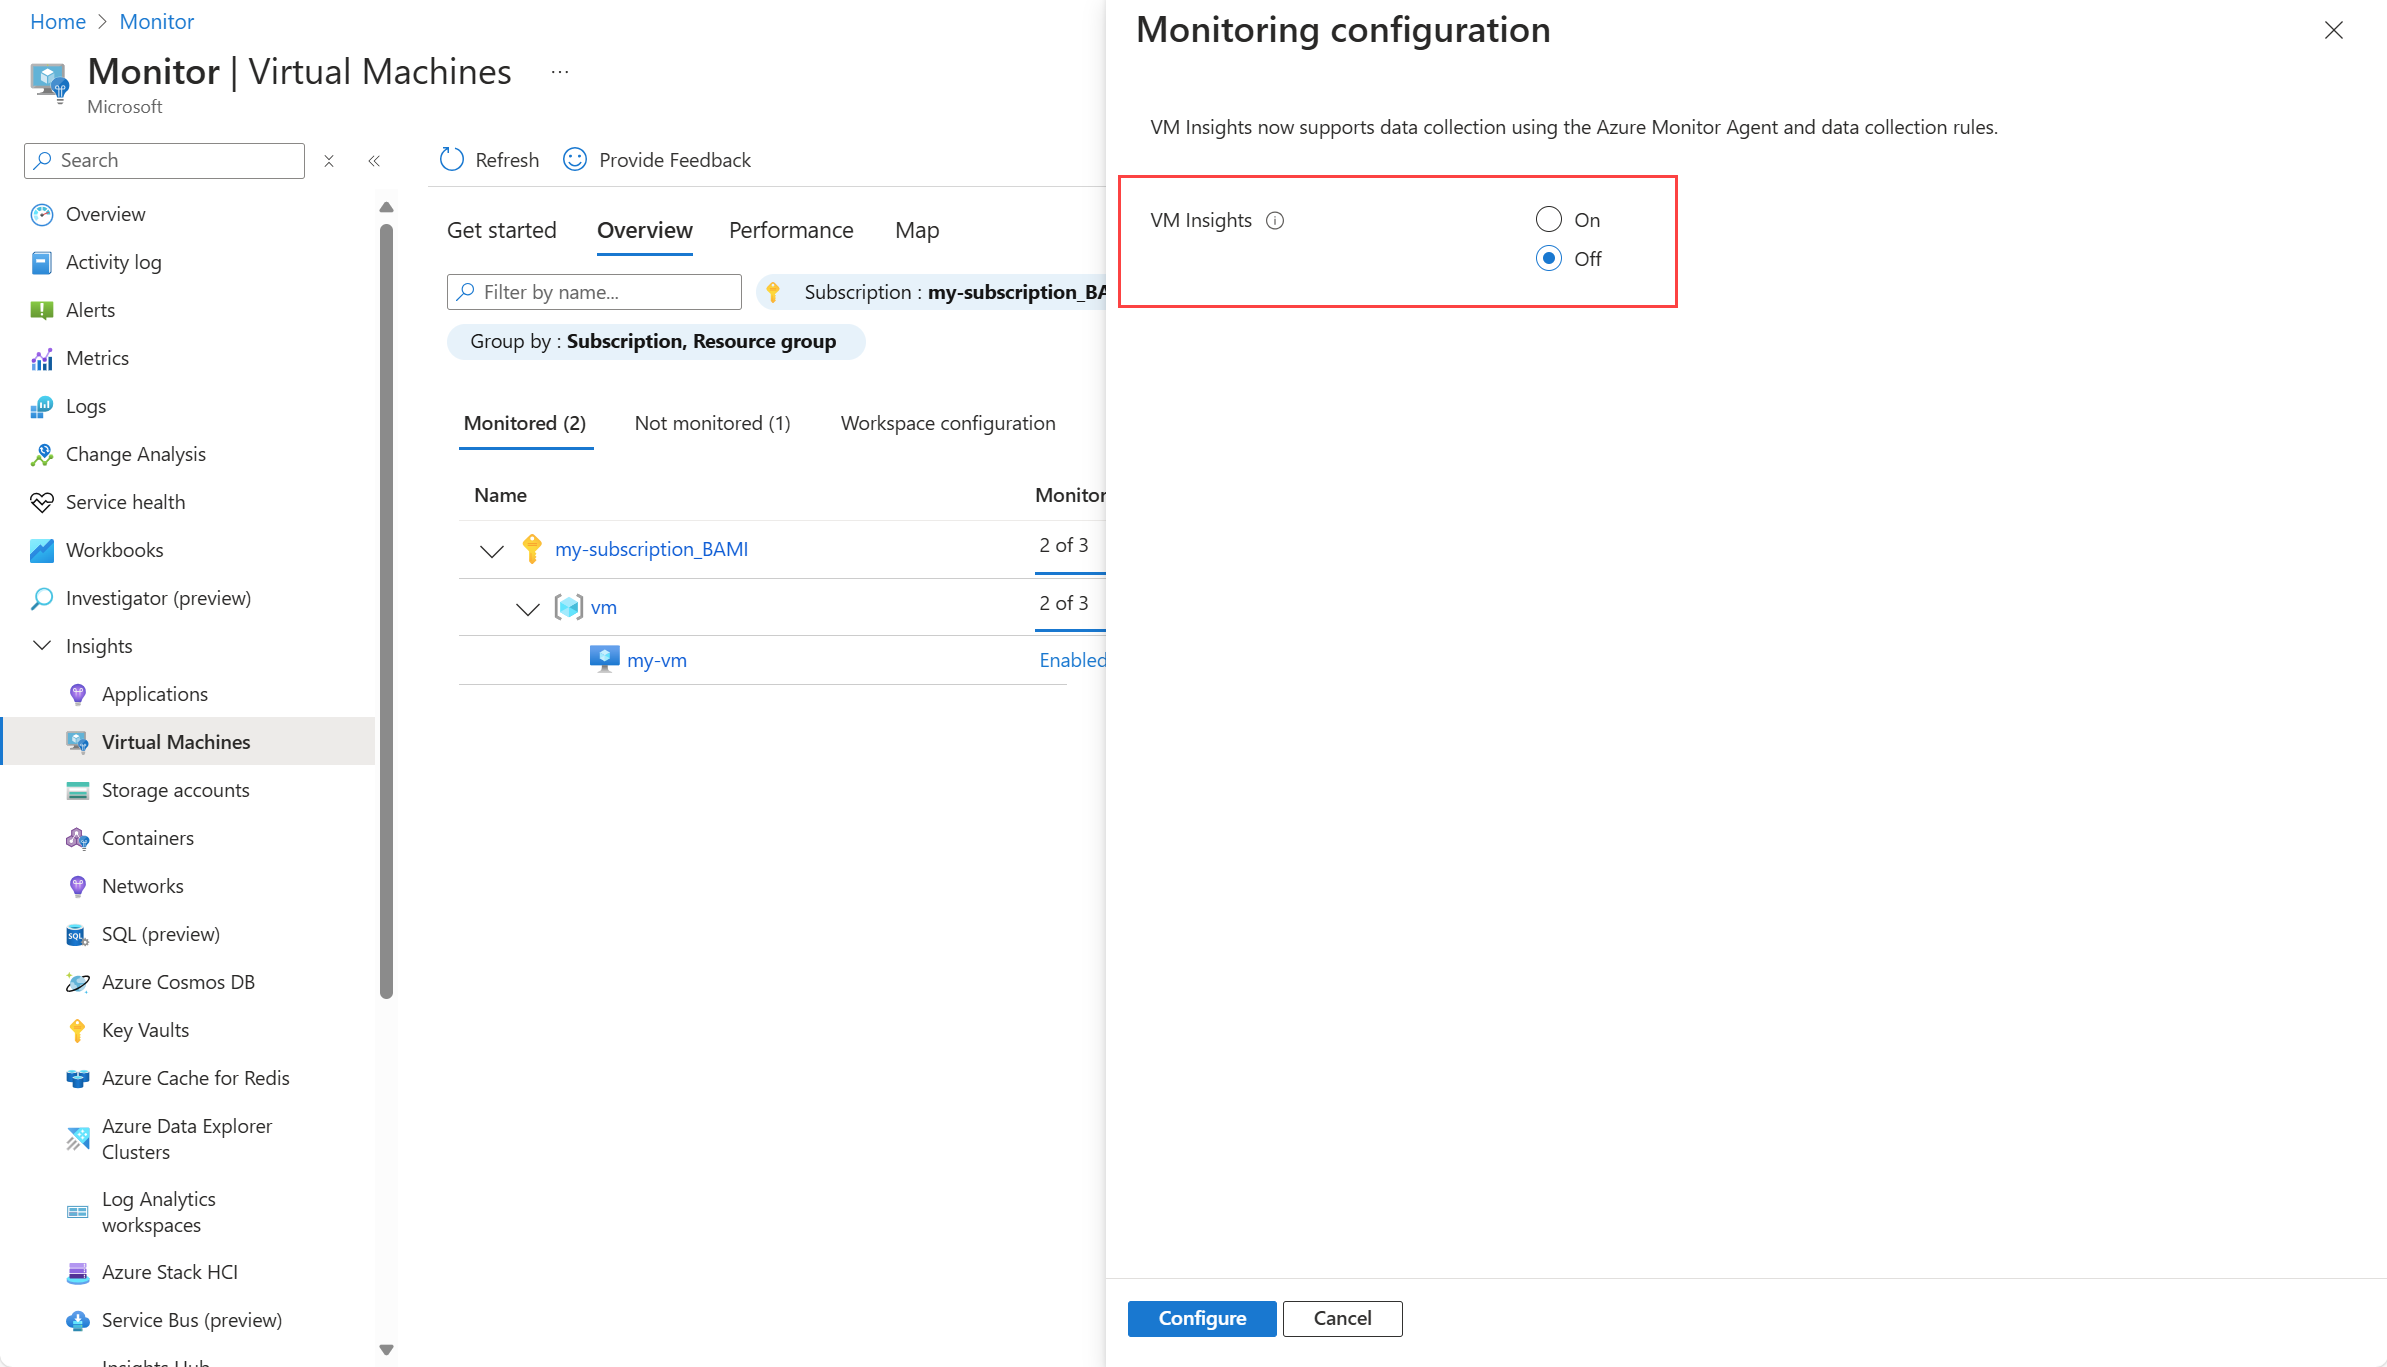 Home > Monitor
Monitor | Virtual Machines ...
Microsoft
Search
Overview
Activity log
Alerts
Metrics
Logs
Change Analysis
Service health
Workbooks
Investigator (preview)
Insights
Applications
Virtual Machines
Storage accounts
Containers
Networks
SQL (preview)
Azure Cosmos DB
Key Vaults
Azure Cache for Redis
Azure Data Explorer
Clusters
Log Analytics
workspaces
Azure Stack HCI
Service Bus (preview)
Insights Hub
Refresh Provide Feedback
Get started Overview Performance Map
Filter by name... Subscription : my-subscription_BA
Group by : Subscription, Resource group
Monitored (2) Not monitored (1) Workspace configuration
Name Monitor
my-subscription_BAMI 2 of 3
vm 2 of 3
my-vm Enabled
Monitoring configuration
VM Insights now supports data collection using the Azure Monitor Agent and data collection rules.
VM Insights On
Off
Configure Cancel